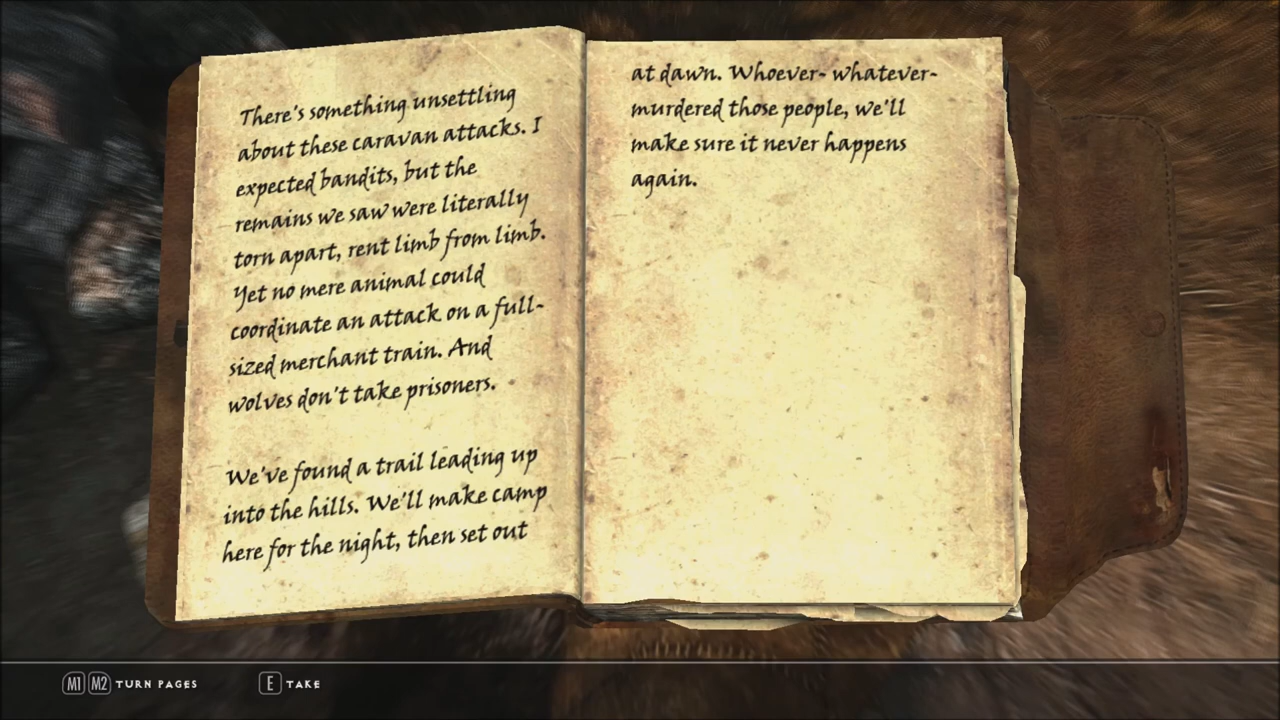 There's something unsettling
about these caravan attacks. I
expected bandits, but the
remains we saw were literally
torn apart, rent limb from limb.
Yet no mere animal could
coordinate an attack on a full-
sized merchant train. And
wolves don't take prisoners.
We've found a trail leading up
into the hills. We'll make camp
here for the night, then set out
at dawn. Whoever- whatever-
murdered those people, we'll
make sure it never happens
again.
M1 M2 TURN PAGES
E TAKE